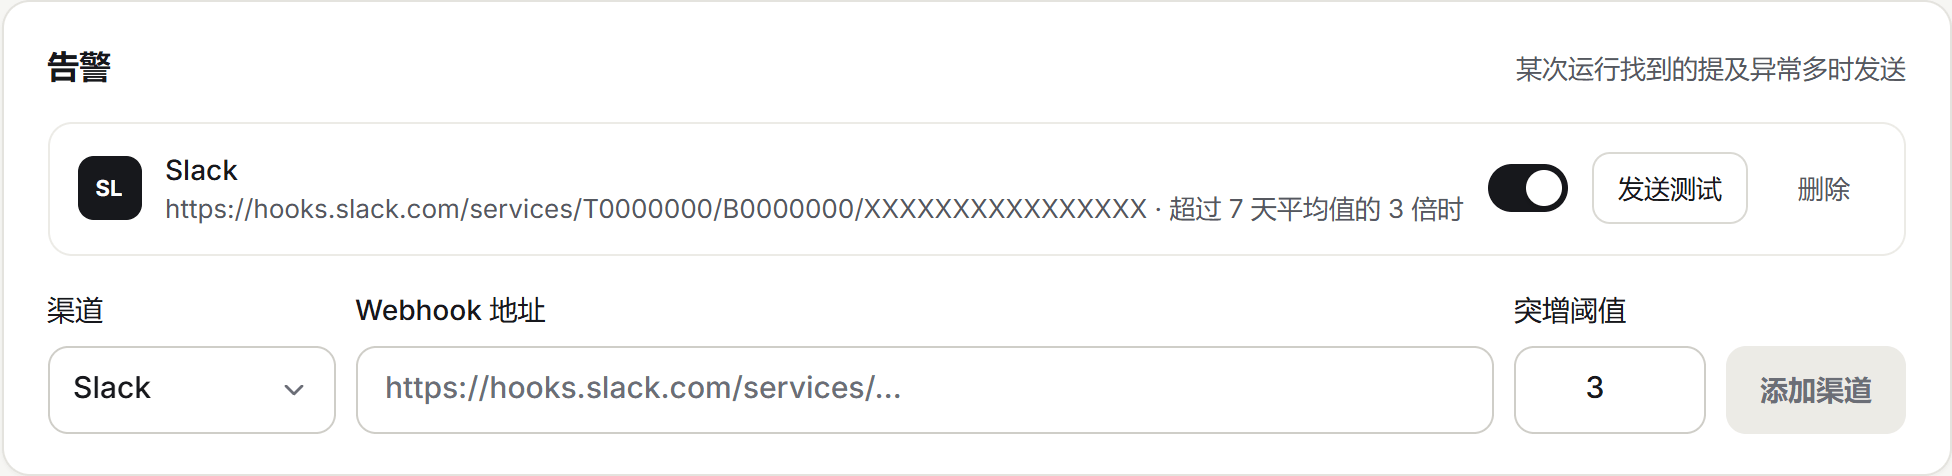 告警
某次运行找到的提及异常多时发送
SL
Slack
https://hooks.slack.com/services/T0000000/B0000000/XXXXXXXXXXXXXXXX · 超过 7 天平均值的 3 倍时
发送测试
删除
渠道
Webhook 地址
突增阈值
Slack
https://hooks.slack.com/services/...
3
添加渠道